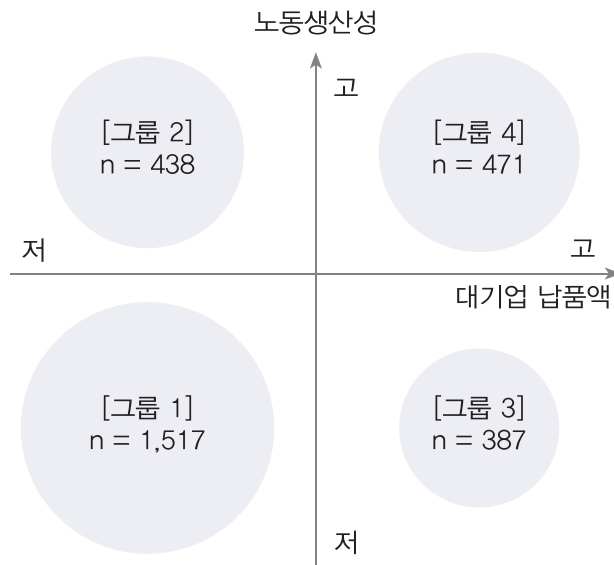 노동생산성
고
[그룹 2]
n = 438
[그룹 4]
n = 471
저
고
대기업 납품액
[그룹 1]
n = 1,517
[그룹 3]
n = 387
저